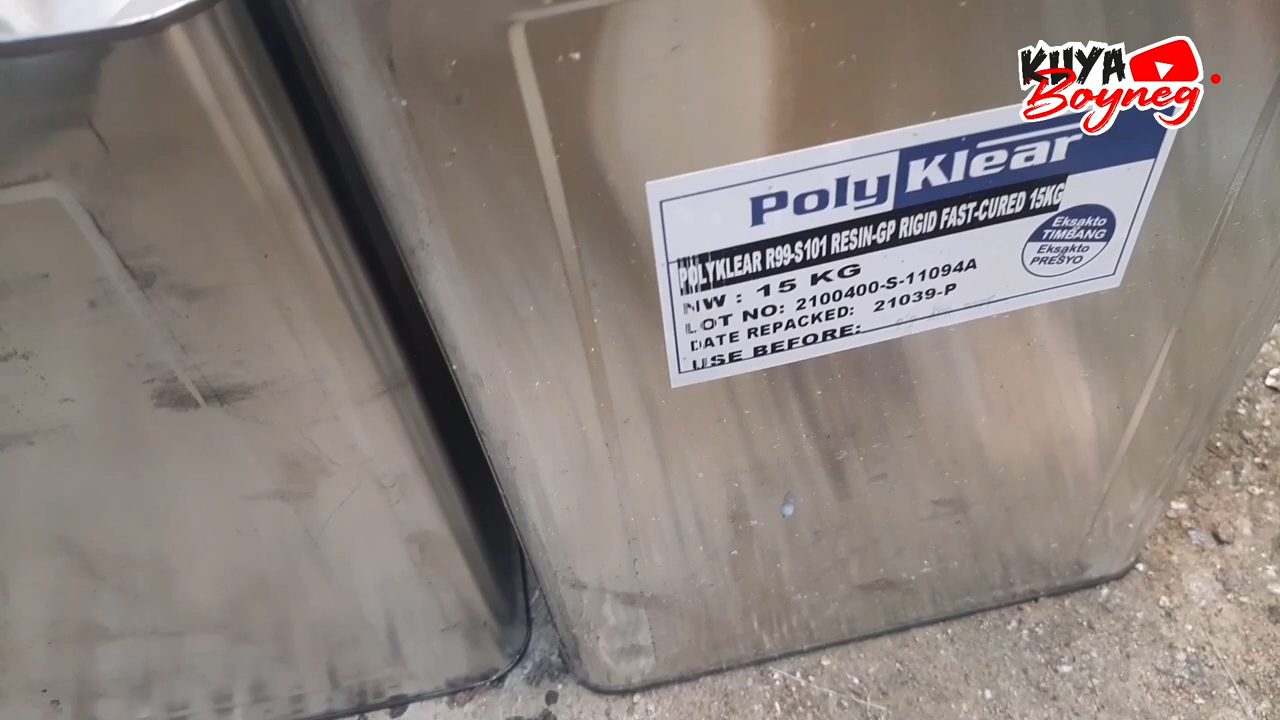 KUYA
Boyneg
Poly Klear
POLYKLEAR R99-S101 RESIN-GP RIGID FAST-CURED 15KG
NW : 15 KG
LOT NO: 2100400-S-11094A
DATE REPACKED: 21039-P
USE BEFORE:
Eksakto
TIMBANG
Eksakto
PRESYO